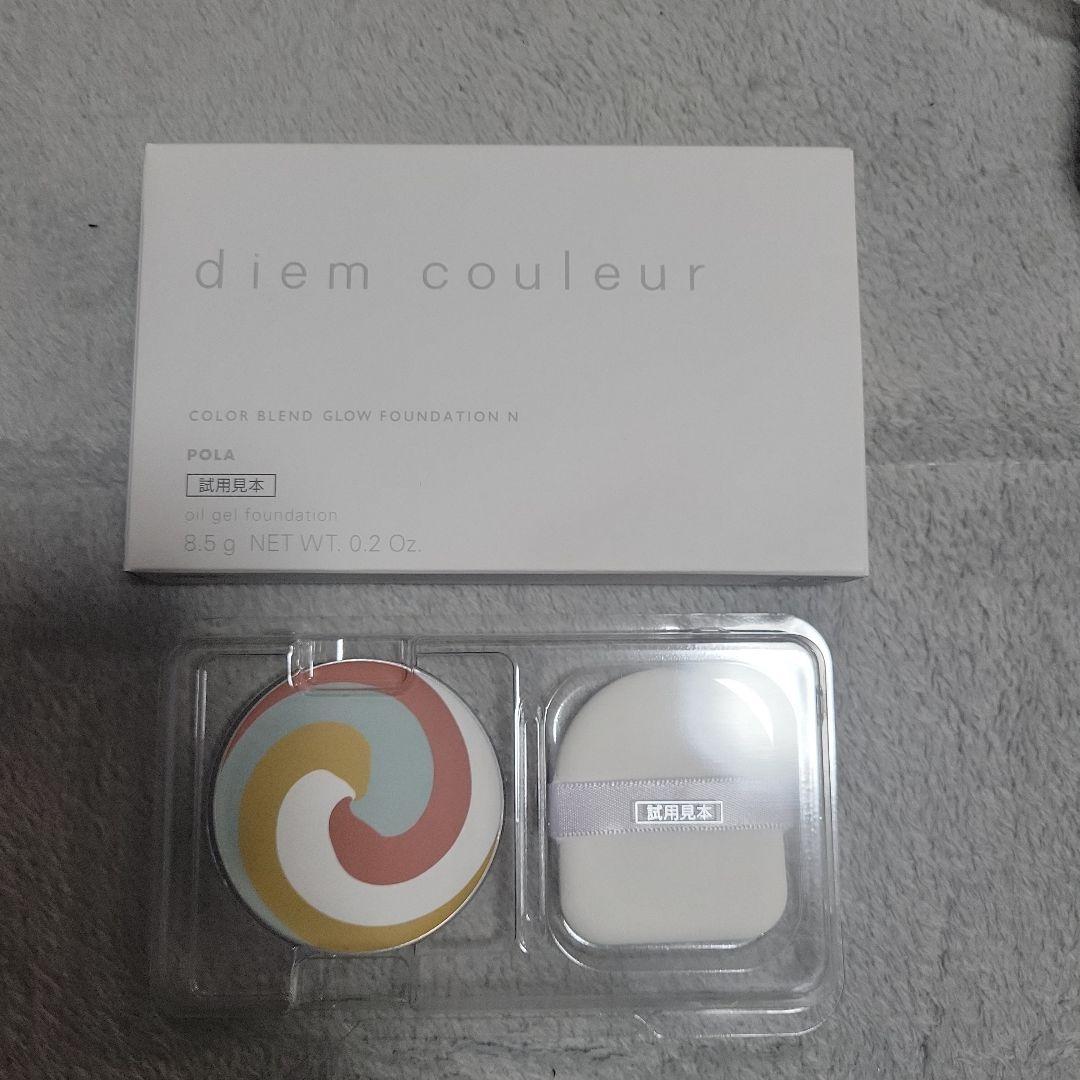 diem couleur
COLOR BLEND GLOW FOUNDATION N
POLA
試用見本
oil gel foundation
8.5 g NET WT. 0.2 Oz.
試用見本